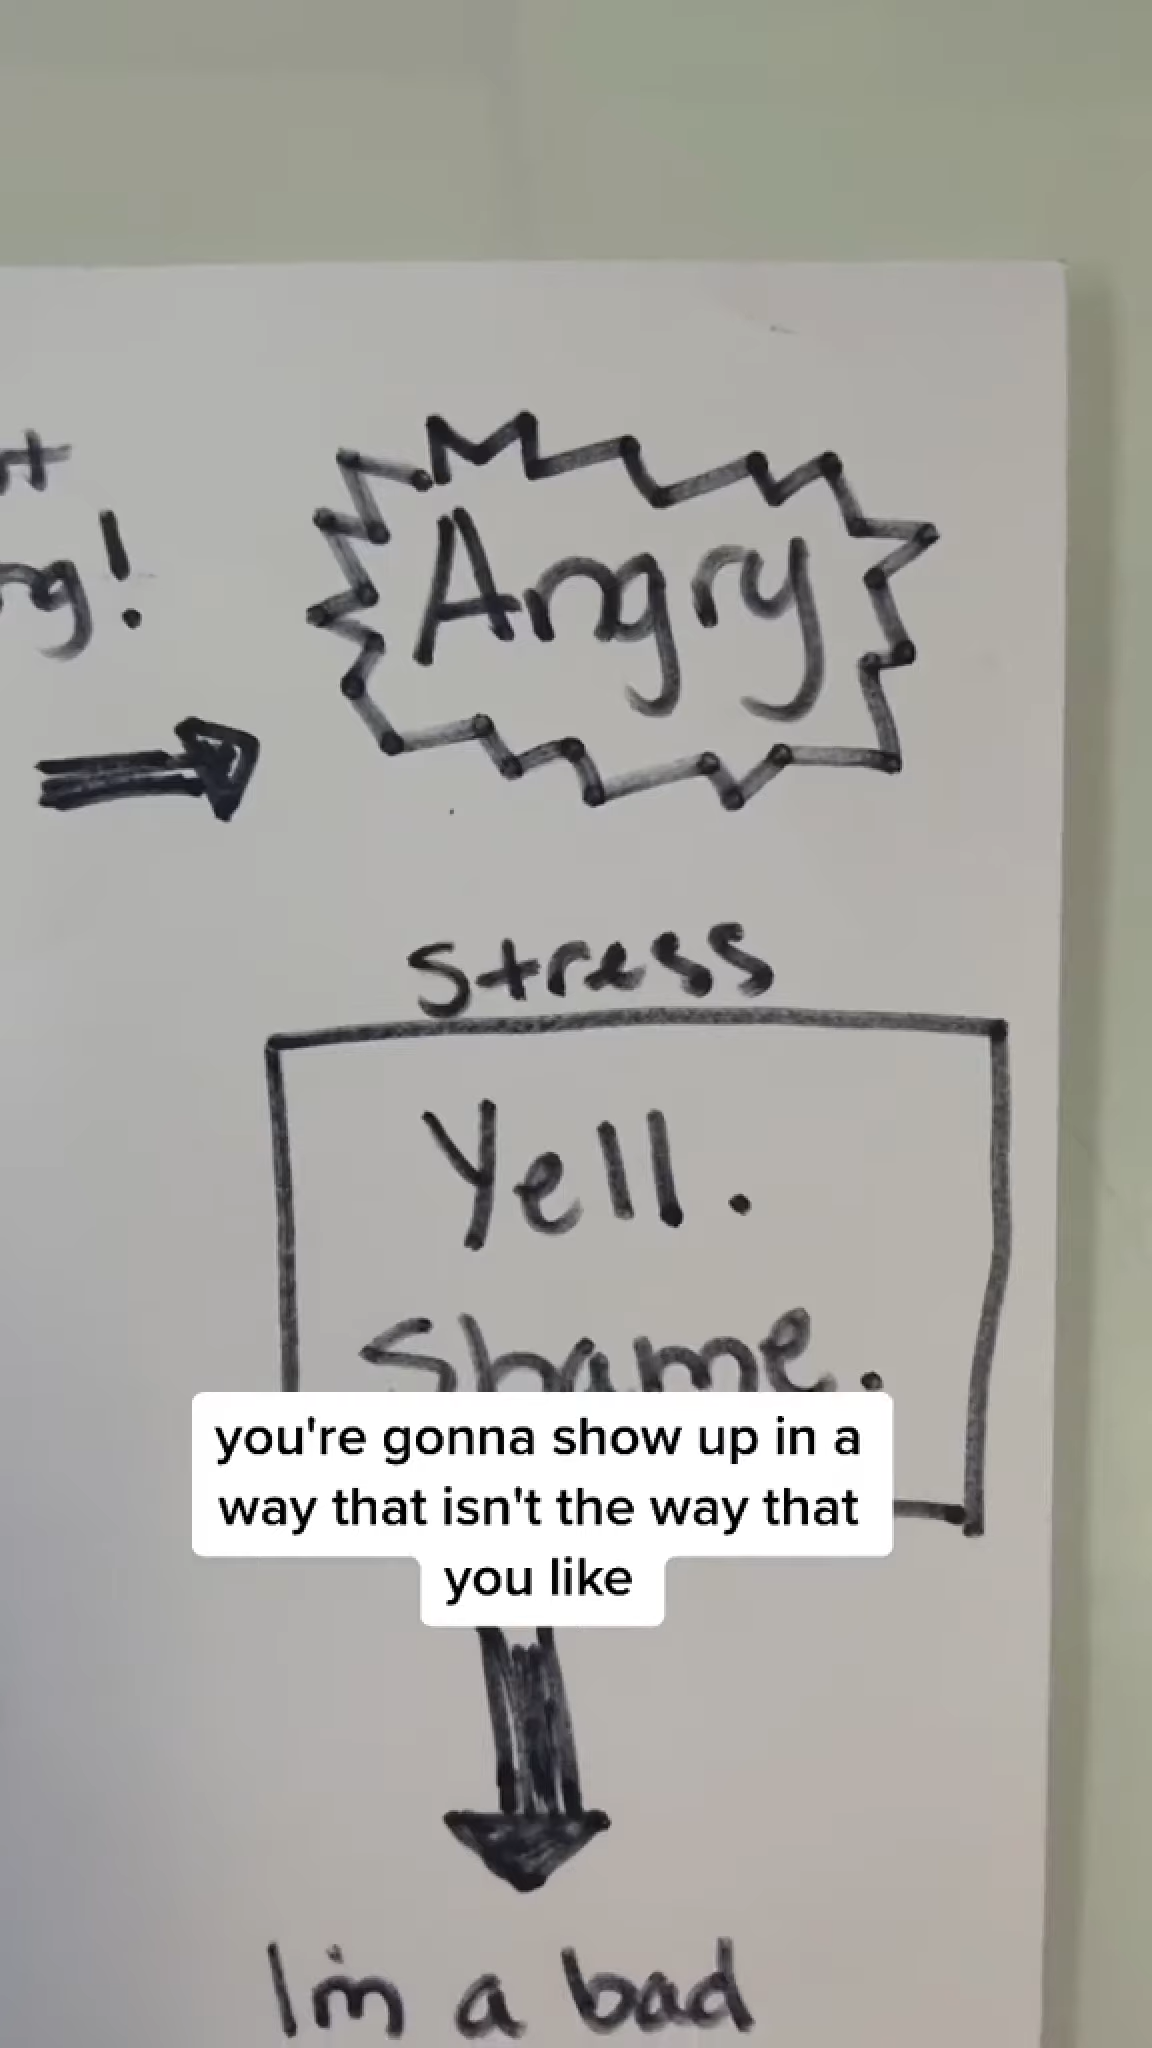 Angry
Stress
Yell.
Shame.
you're gonna show up in a
way that isn't the way that
you like
I'm a bad